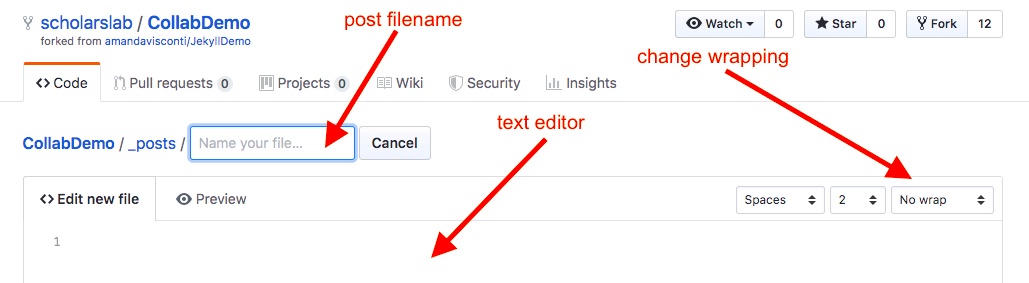 scholarslab / CollabDemo
forked from amandavisconti/JekyllDemo
post filename
Watch 0
Star 0
Fork 12
change wrapping
Code
Pull requests 0
Projects 0
Wiki
Security
Insights
text editor
CollabDemo / _posts / Name your file... Cancel
Edit new file
Preview
Spaces
2
No wrap
1